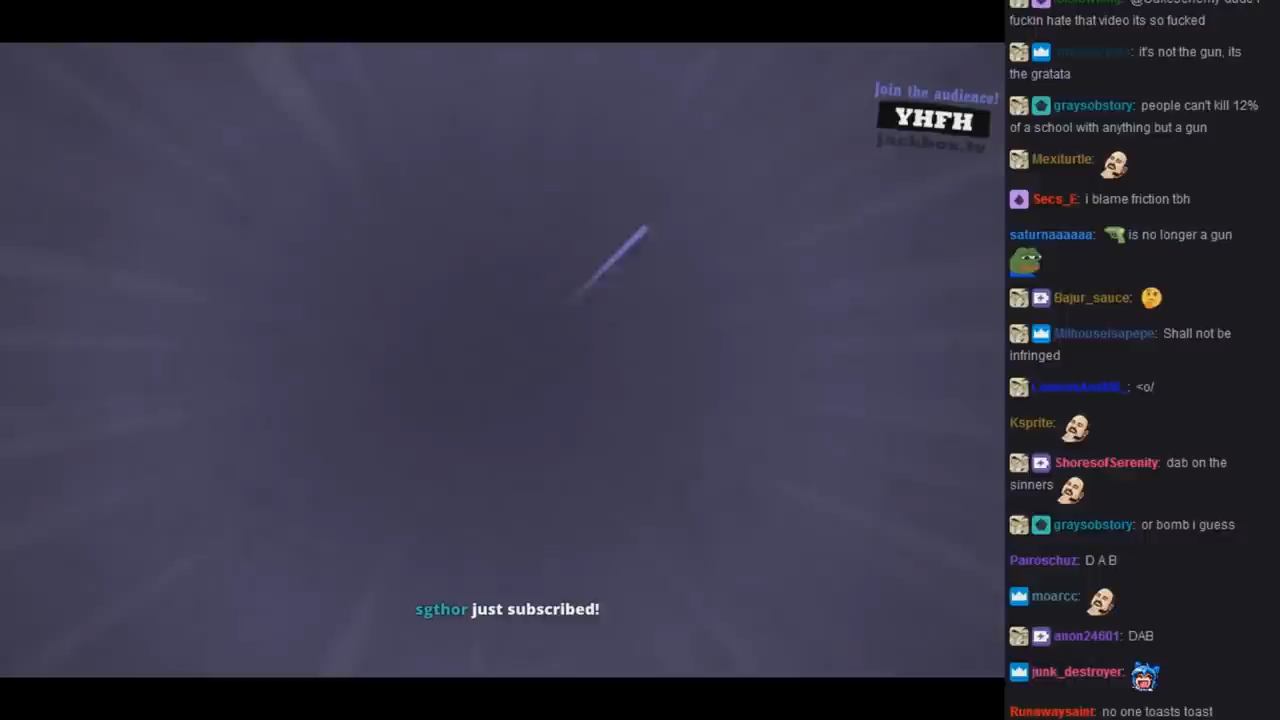 Join the audience!
YHFH
jackbox.tv
sgthor just subscribed!
fuckin hate that video its so fucked
: it's not the gun, its
the gratata
graysobstory: people can't kill 12%
of a school with anything but a gun
Mexiturtle:
Secs_E: i blame friction tbh
saturnaaaaaa: is no longer a gun
Bajur_sauce:
Milhouseisapepe: Shall not be
infringed
: <o/
Ksprite:
ShoresofSerenity: dab on the
sinners
graysobstory: or bomb i guess
Pairoschuz: D A B
moarcc:
anon24601: DAB
junk_destroyer:
Runawaysaint: no one toasts toast